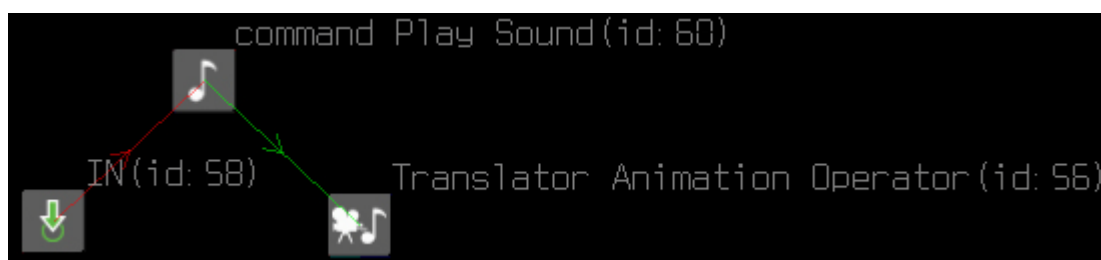 command Play Sound(id: 60)
IN(id: 58)
Translator Animation Operator(id: 56)